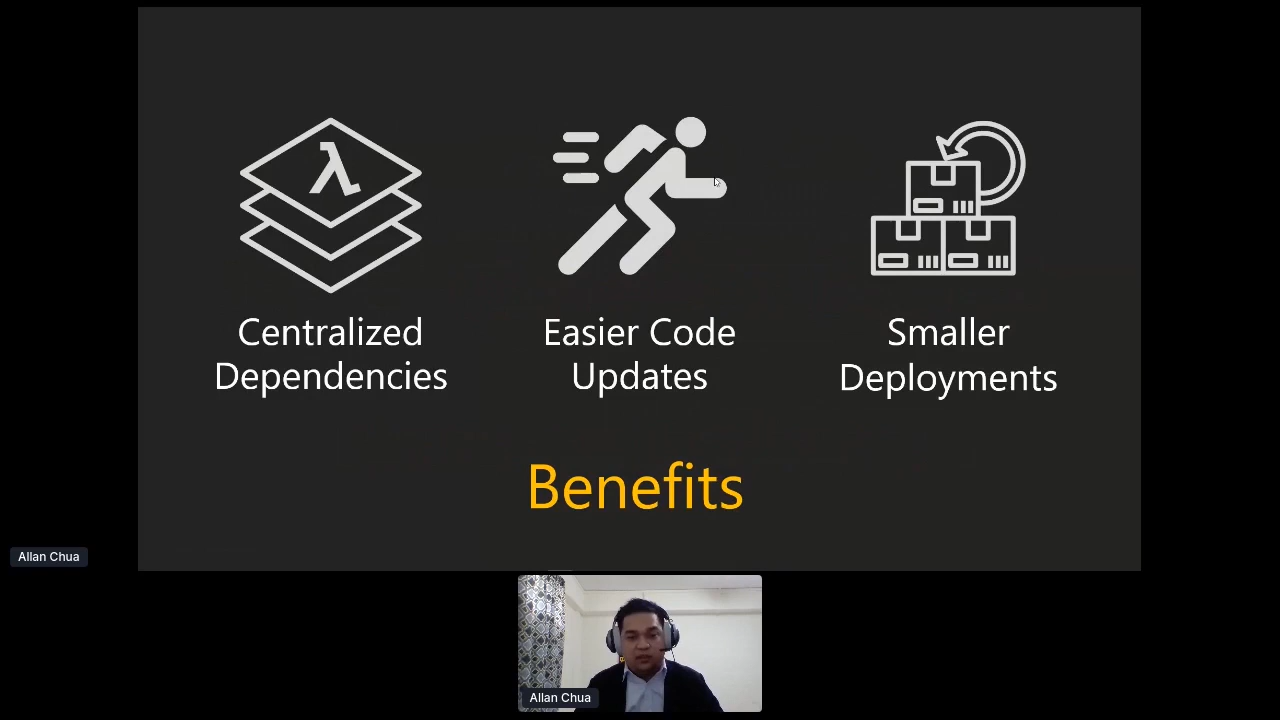 λ
Centralized
Dependencies
Easier Code
Updates
Smaller
Deployments
Benefits
Allan Chua
Allan Chua